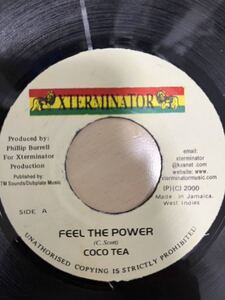 XTERMINATOR
Produced by:
Phillip Burrell
For Xterminator
Production
Published by:
TM Sounds/Dubplate Music
SIDE A
email:
xterminator
@kxanet.com
website: www.
xterminatormusic.com
(P)(C) 2000
Made in Jamaica,
West Indies
FEEL THE POWER
(C. Scott)
COCO TEA
UNAUTHORISED COPYING IS STRICTLY PROHIBITED